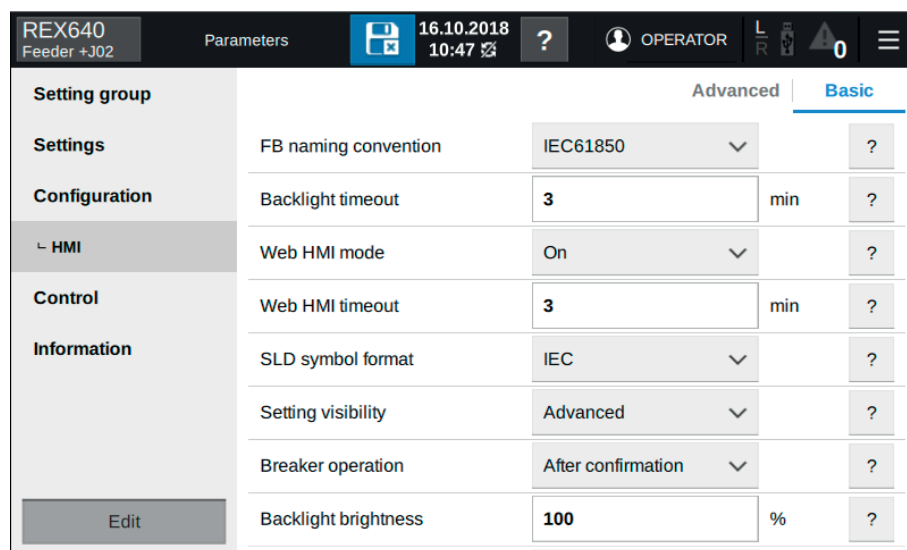 REX640
Feeder +J02
Parameters
16.10.2018
10:47
?
OPERATOR
L
R
0
Setting group
Settings
Configuration
HMI
Control
Information
Edit
Advanced
Basic
FB naming convention IEC61850 ?
Backlight timeout 3 min ?
Web HMI mode On ?
Web HMI timeout 3 min ?
SLD symbol format IEC ?
Setting visibility Advanced ?
Breaker operation After confirmation ?
Backlight brightness 100 % ?